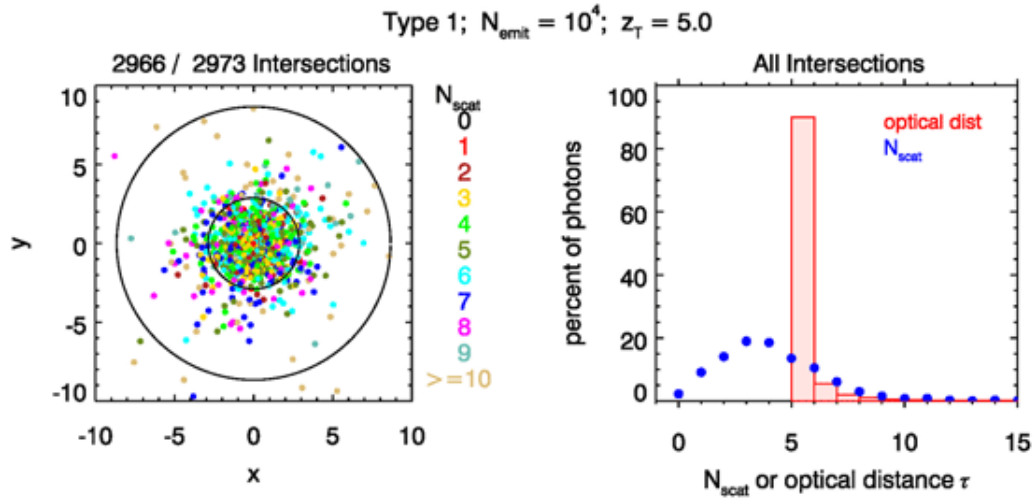 Type 1; N_emit = 10^4; z_T = 5.0
2966 / 2973 Intersections
10
5
0
-5
-10
y
-10 -5 0 5 10
x
N_scat
0
1
2
3
4
5
6
7
8
9
>=10
All Intersections
100
80
60
40
20
0
percent of photons
optical dist
N_scat
0 5 10 15
N_scat or optical distance τ